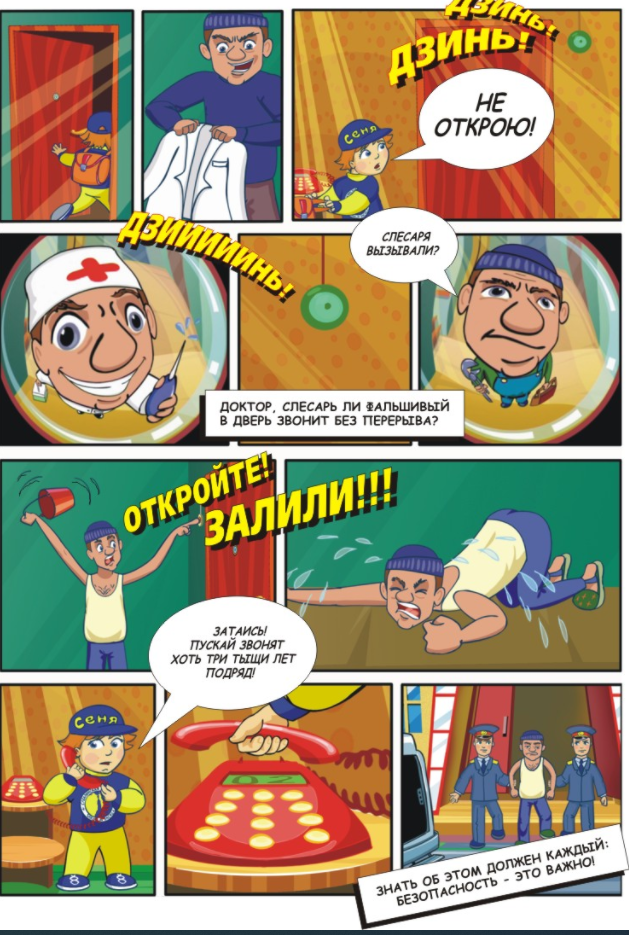 ДЗИНЬ!
ДЗИНЬ!
НЕ
ОТКРОЮ!
СЕНЯ
ДЗИИИИИИНЬ!
СЛЕСАРЯ
ВЫЗЫВАЛИ?
ДОКТОР, СЛЕСАРЬ ЛИ ФАЛЬШИВЫЙ
В ДВЕРЬ ЗВОНИТ БЕЗ ПЕРЕРЫВА?
ОТКРОЙТЕ!
ЗАЛИЛИ!!!
ЗАТАИСЬ!
ПУСКАЙ ЗВОНЯТ
ХОТЬ ТРИ ТЫЩИ ЛЕТ
ПОДРЯД!
СЕНЯ
02
ЗНАТЬ ОБ ЭТОМ ДОЛЖЕН КАЖДЫЙ:
БЕЗОПАСНОСТЬ - ЭТО ВАЖНО!